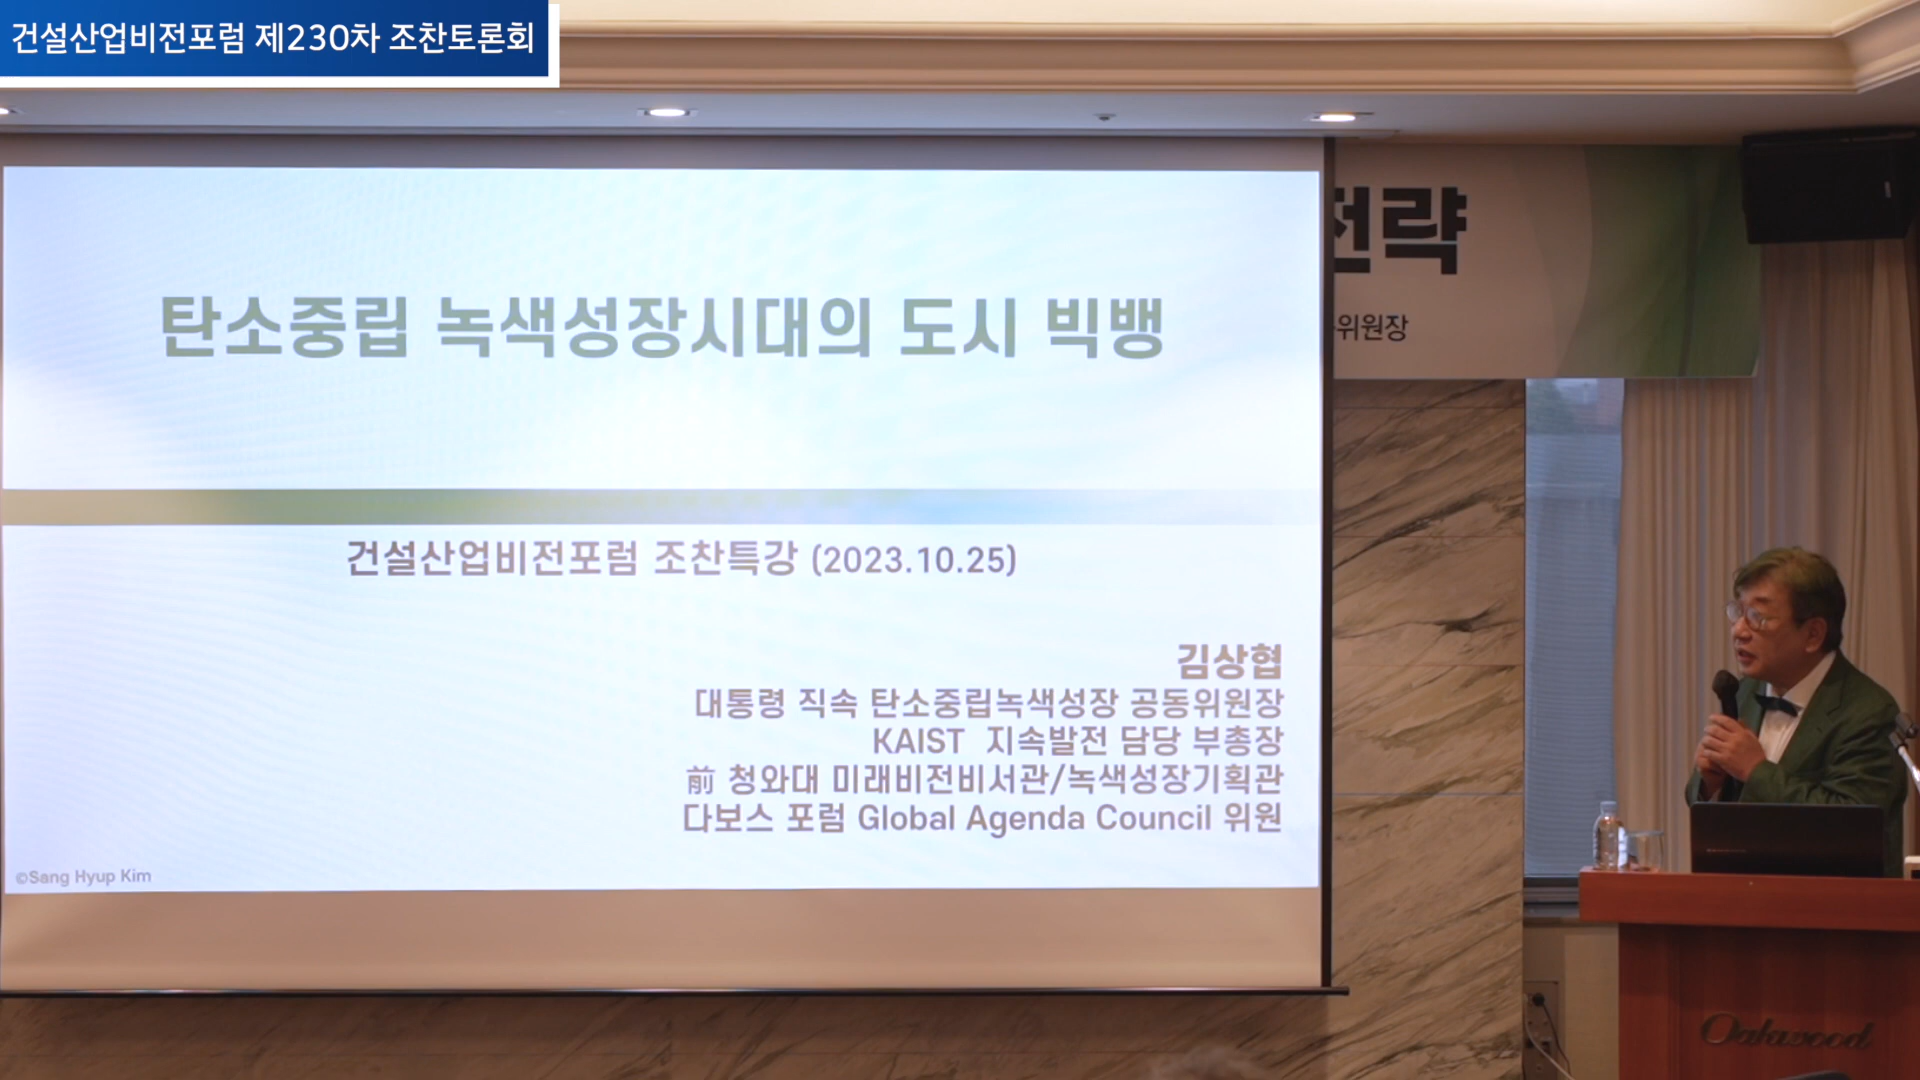 건설산업비전포럼 제230차 조찬토론회
전략
위원장
탄소중립 녹색성장시대의 도시 빅뱅
건설산업비전포럼 조찬특강 (2023.10.25)
김상협
대통령 직속 탄소중립녹색성장 공동위원장
KAIST 지속발전 담당 부총장
前 청와대 미래비전비서관/녹색성장기획관
다보스 포럼 Global Agenda Council 위원
©Sang Hyup Kim
Oakwood